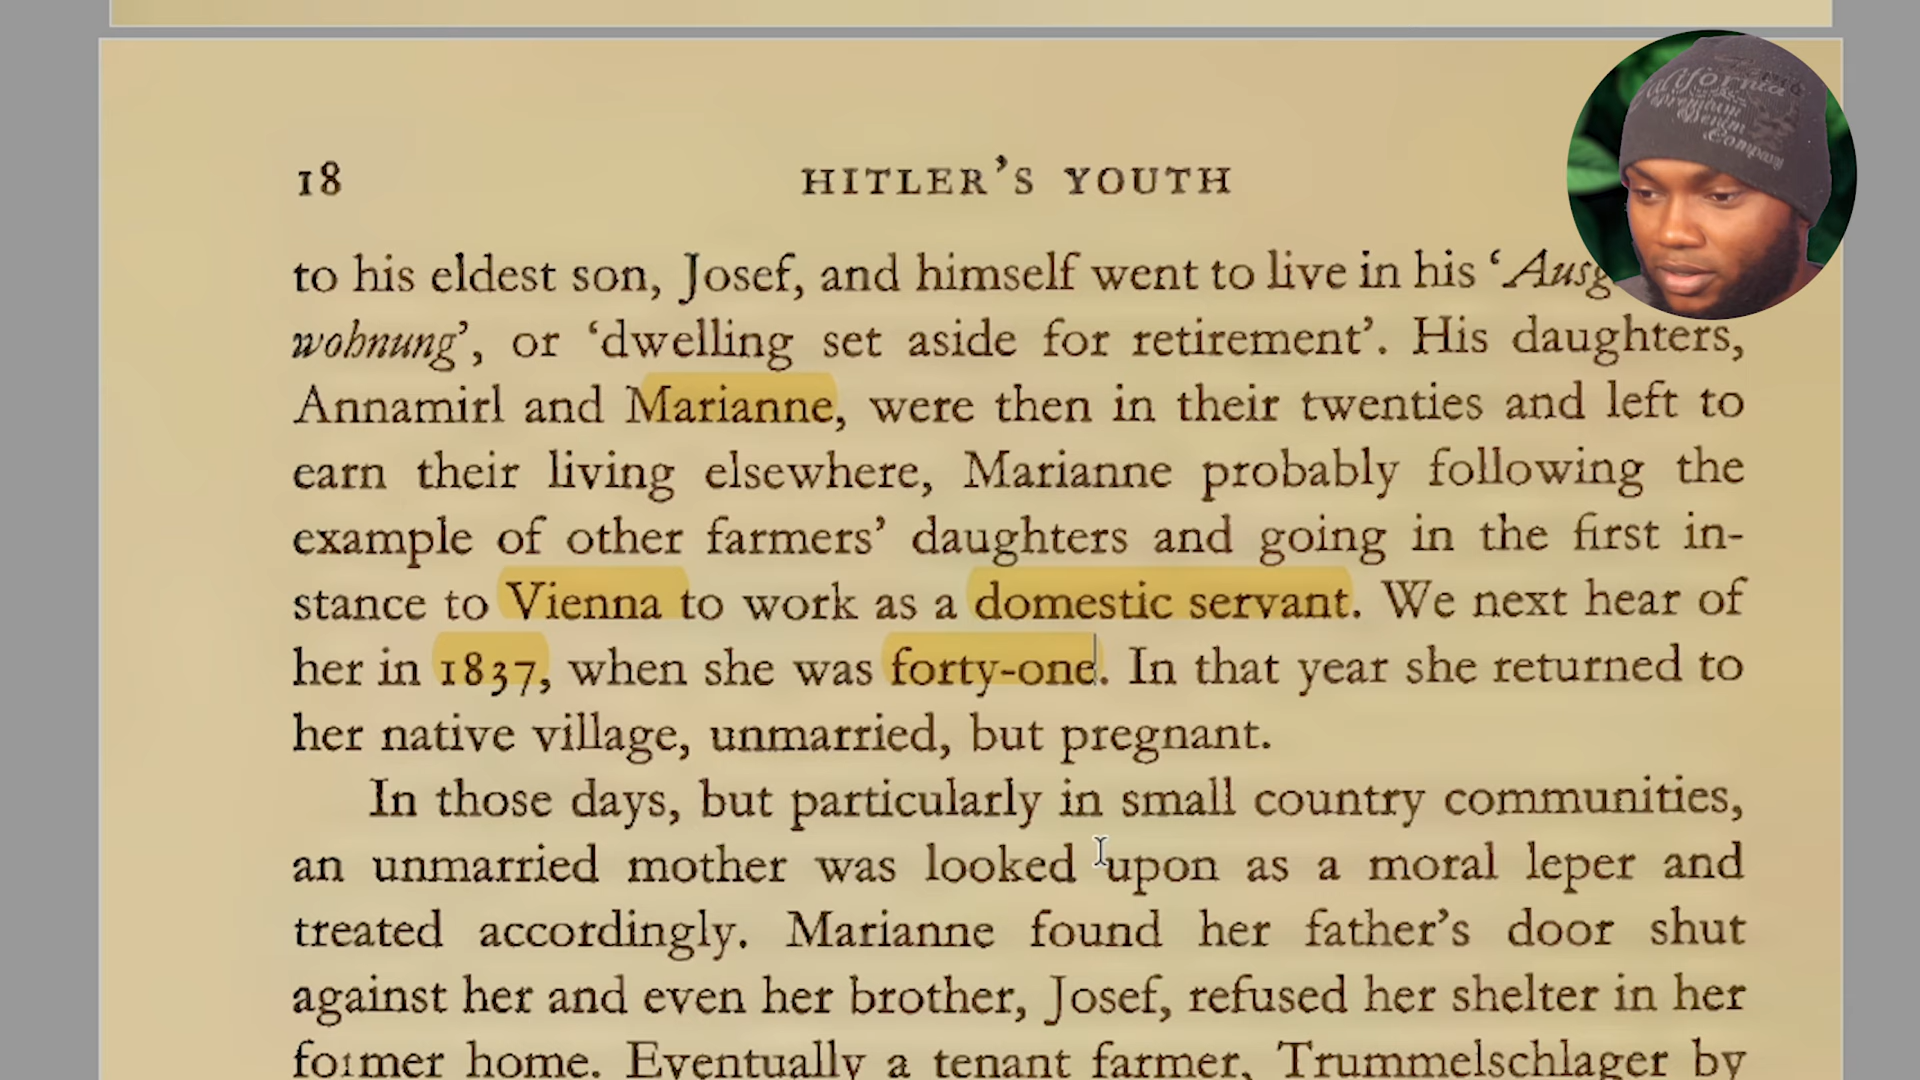 18 HITLER'S YOUTH
to his eldest son, Josef, and himself went to live in his ‘
wohnung’, or ‘dwelling set aside for retirement’. His daughters,
Annamirl and Marianne, were then in their twenties and left to
earn their living elsewhere, Marianne probably following the
example of other farmers’ daughters and going in the first in-
stance to Vienna to work as a domestic servant. We next hear of
her in 1837, when she was forty-one. In that year she returned to
her native village, unmarried, but pregnant.
In those days, but particularly in small country communities,
an unmarried mother was looked upon as a moral leper and
treated accordingly. Marianne found her father’s door shut
against her and even her brother, Josef, refused her shelter in her
former home. Eventually a tenant farmer, Trummelschlager by
California
Premium
Denim
Company